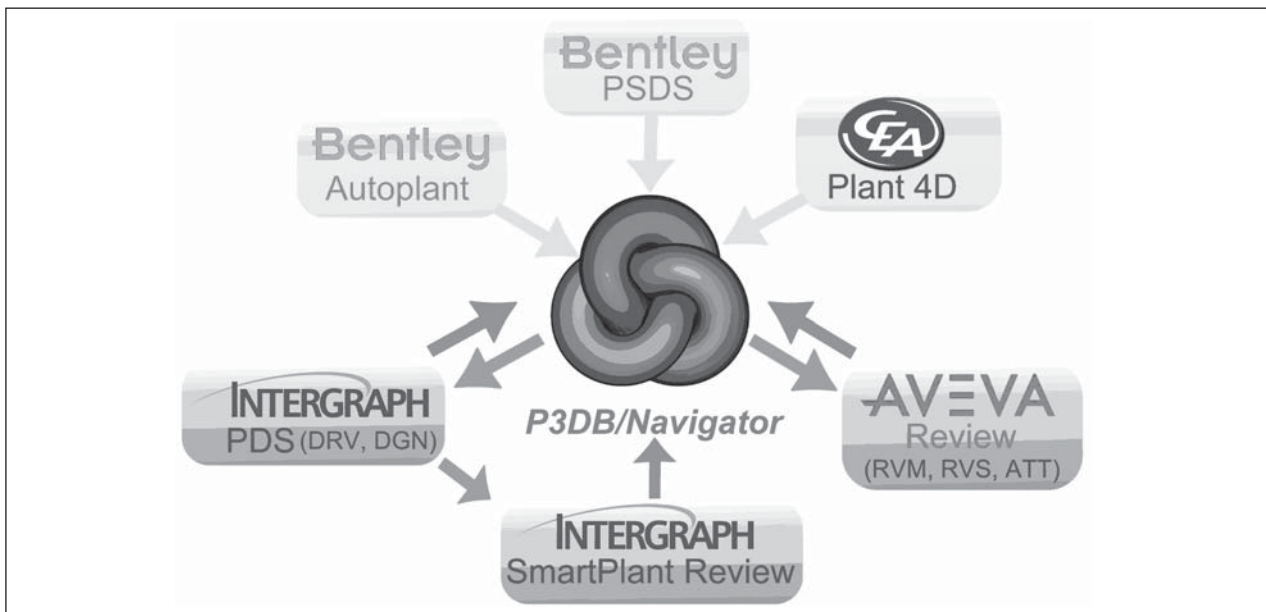 Bentley
PSDS
Bentley
Autoplant
CEA
Plant 4D
INTERGRAPH
PDS (DRV, DGN)
P3DB/Navigator
AVEVA
Review
(RVM, RVS, ATT)
INTERGRAPH
SmartPlant Review